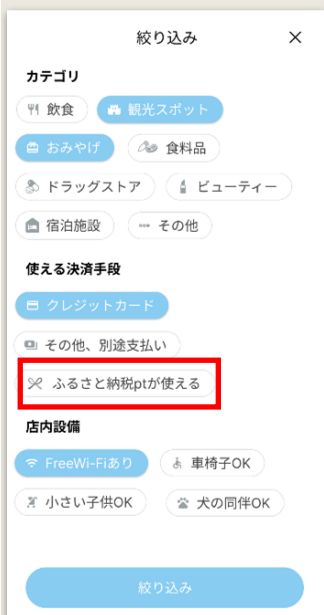 絞り込み
カテゴリ
飲食 観光スポット
おみやげ 食料品
ドラッグストア ビューティー
宿泊施設 その他
使える決済手段
クレジットカード
その他、別途支払い
ふるさと納税ptが使える
店内設備
FreeWi-Fiあり 車椅子OK
小さい子供OK 犬の同伴OK
絞り込み